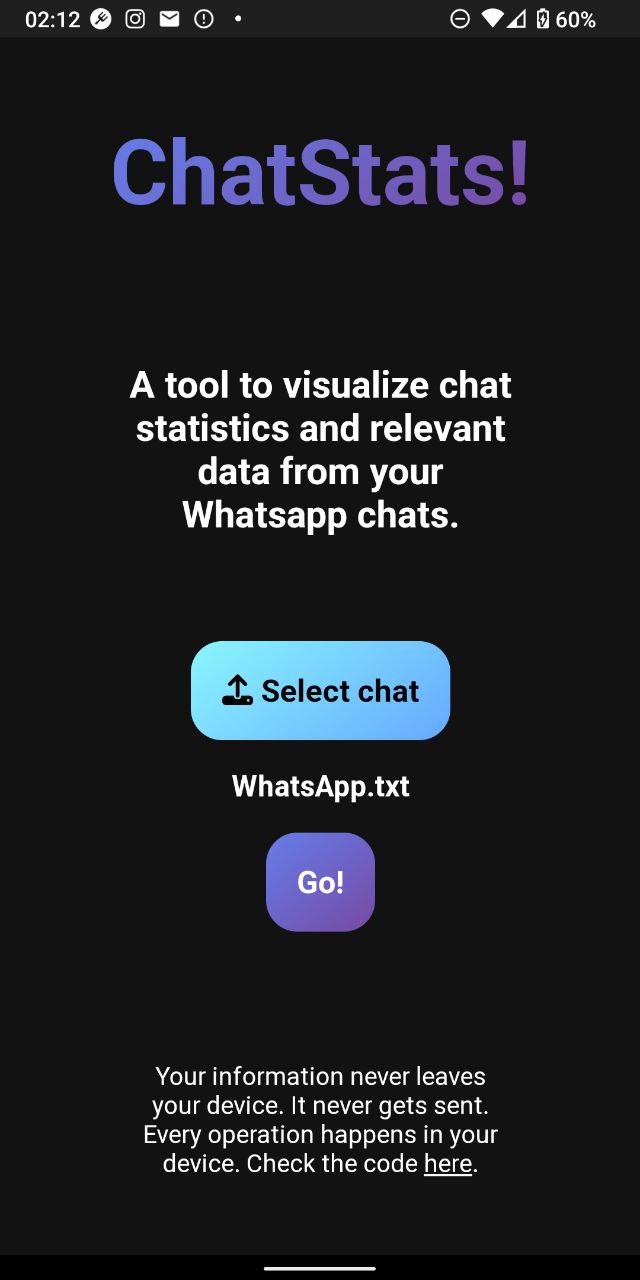 02:12
60%
ChatStats!
A tool to visualize chat
statistics and relevant
data from your
Whatsapp chats.
Select chat
WhatsApp.txt
Go!
Your information never leaves
your device. It never gets sent.
Every operation happens in your
device. Check the code here.